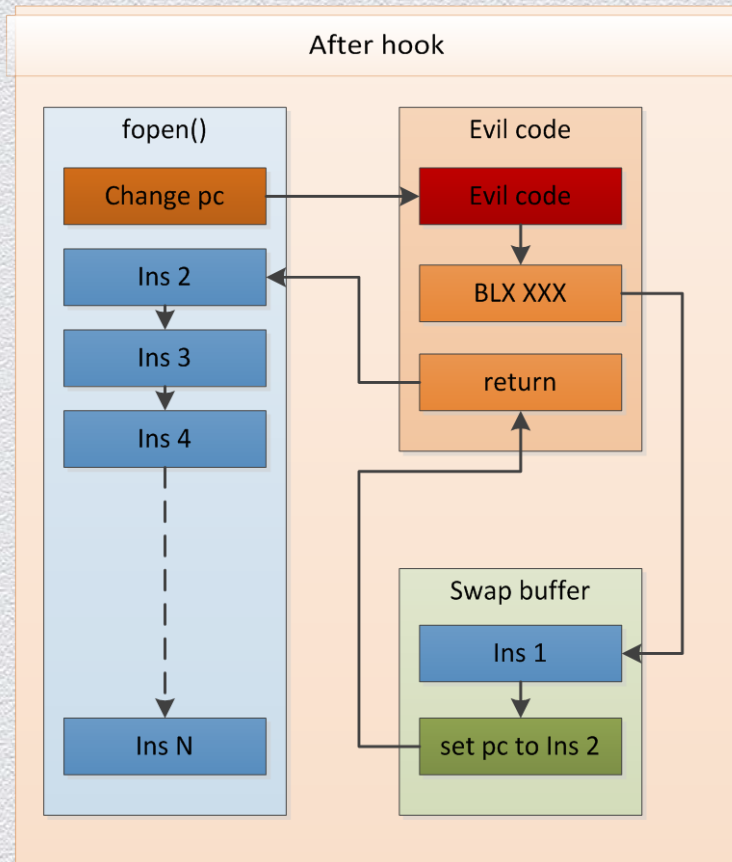 After hook
fopen()
Change pc
Ins 2
Ins 3
Ins 4
Ins N
Evil code
Evil code
BLX XXX
return
Swap buffer
Ins 1
set pc to Ins 2